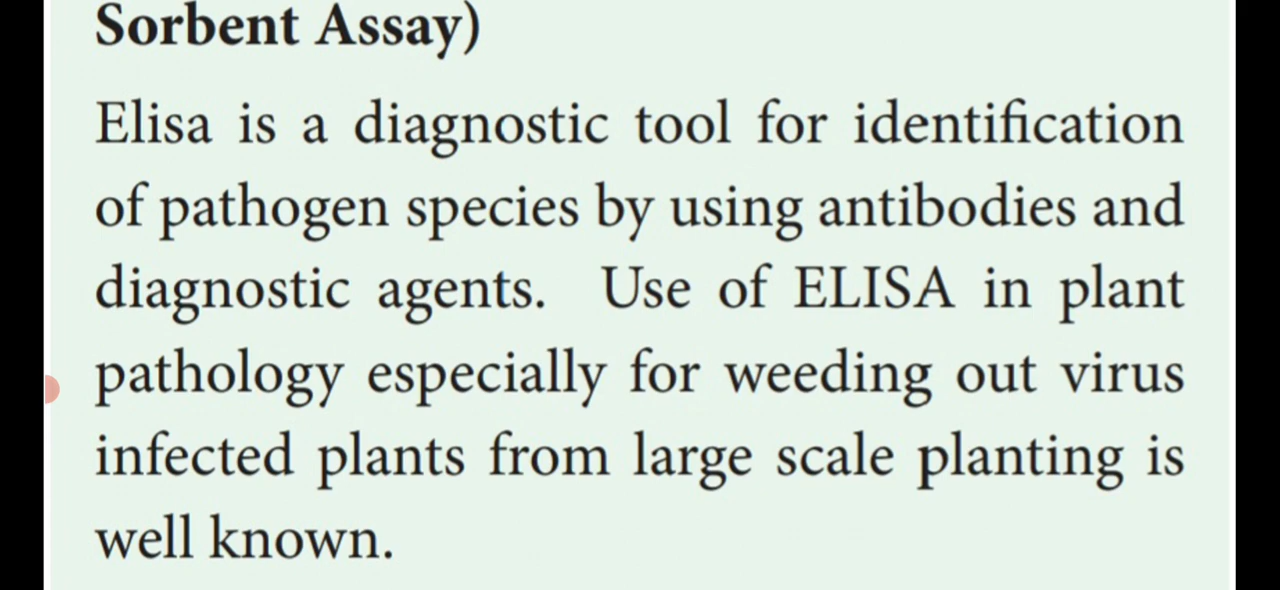 Sorbent Assay)
Elisa is a diagnostic tool for identification
of pathogen species by using antibodies and
diagnostic agents. Use of ELISA in plant
pathology especially for weeding out virus
infected plants from large scale planting is
well known.